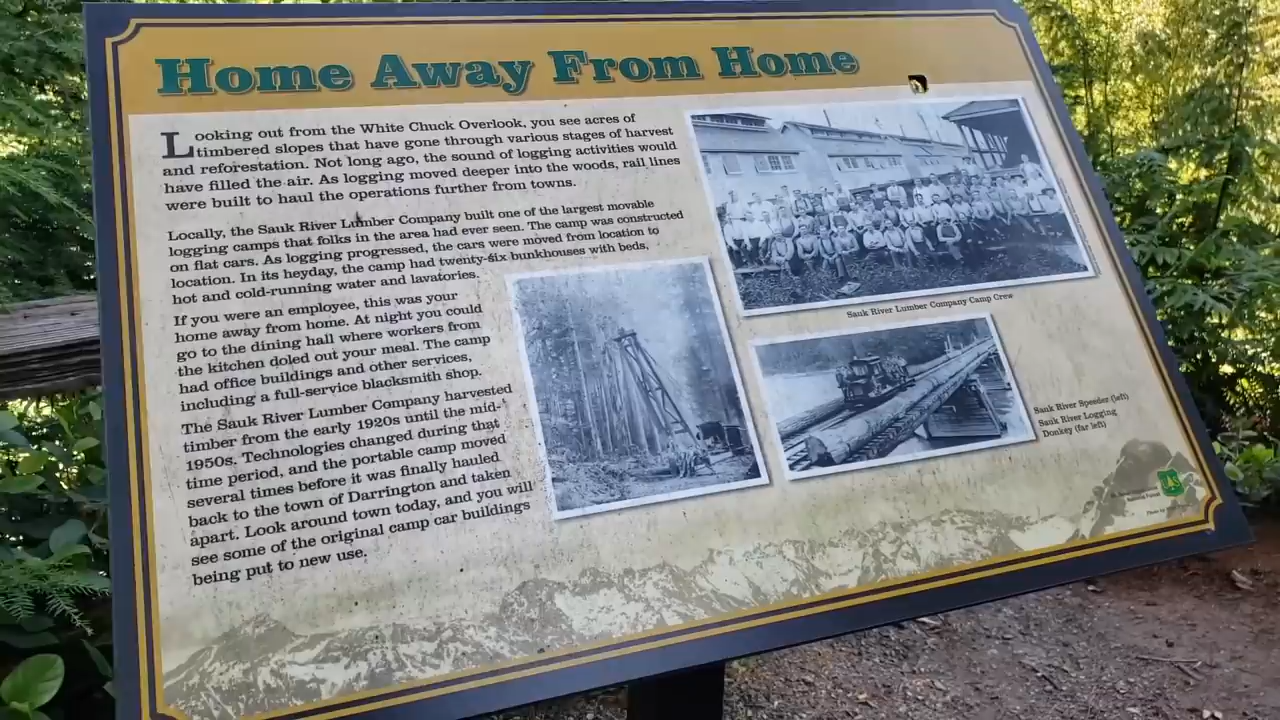 Home Away From Home
Looking out from the White Chuck Overlook, you see acres of
timbered slopes that have gone through various stages of harvest
and reforestation. Not long ago, the sound of logging activities would
have filled the air. As logging moved deeper into the woods, rail lines
were built to haul the operations further from towns.
Locally, the Sauk River Lumber Company built one of the largest movable
logging camps that folks in the area had ever seen. The camp was constructed
on flat cars. As logging progressed, the cars were moved from location to
location. In its heyday, the camp had twenty-six bunkhouses with beds,
hot and cold-running water and lavatories.
If you were an employee, this was your
home away from home. At night you could
go to the dining hall where workers from
the kitchen doled out your meal. The camp
had office buildings and other services,
including a full-service blacksmith shop.
The Sauk River Lumber Company harvested
timber from the early 1920s until the mid-
1950s. Technologies changed during that
time period, and the portable camp moved
several times before it was finally hauled
back to the town of Darrington and taken
apart. Look around town today, and you will
see some of the original camp car buildings
being put to new use.
Sauk River Lumber Company Camp Crew
Sauk River Speeder (left)
Sauk River Logging
Donkey (far left)
UAS